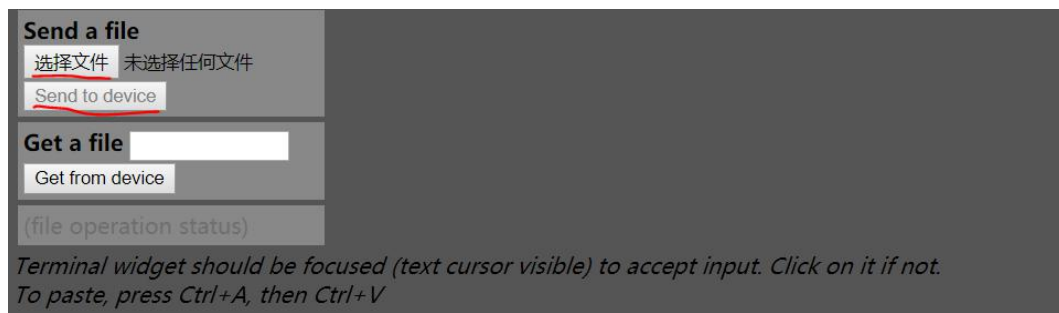 Send a file
选择文件 未选择任何文件
Send to device
Get a file
Get from device
(file operation status)
Terminal widget should be focused (text cursor visible) to accept input. Click on it if not.
To paste, press Ctrl+A, then Ctrl+V